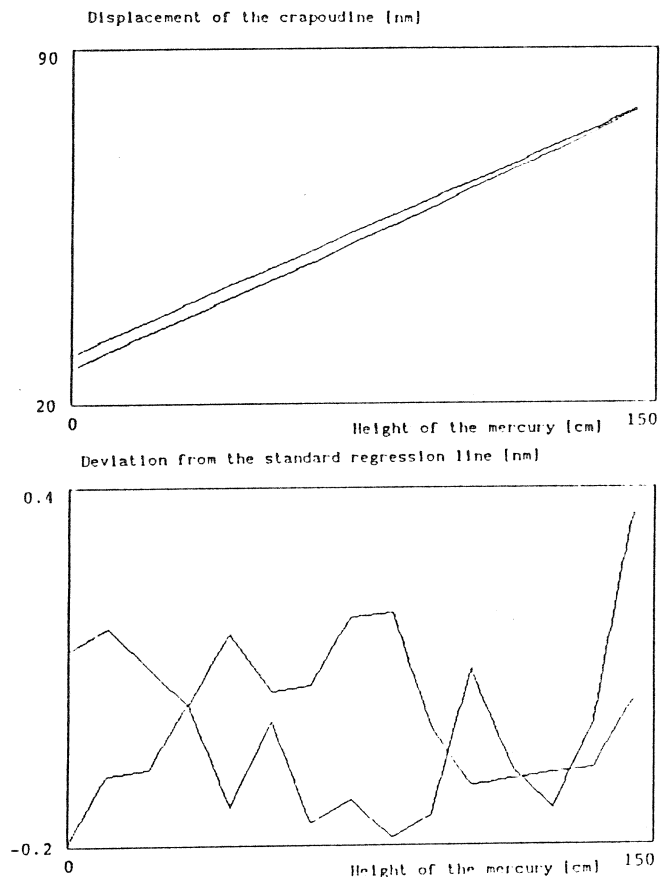 Displacement of the crapoudine [nm]
90
20
0
150
Height of the mercury [cm]
Deviation from the standard regression line [nm]
0.4
-0.2
0
150
Height of the mercury [cm]